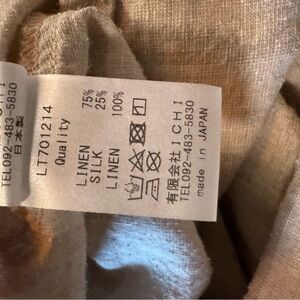 TEL092-483-5830
日本製
LT701214
Quality
LINEN 75%
SILK 25%
LINEN 100%
有限会社ICHI
TEL092-483-5830
made in JAPAN